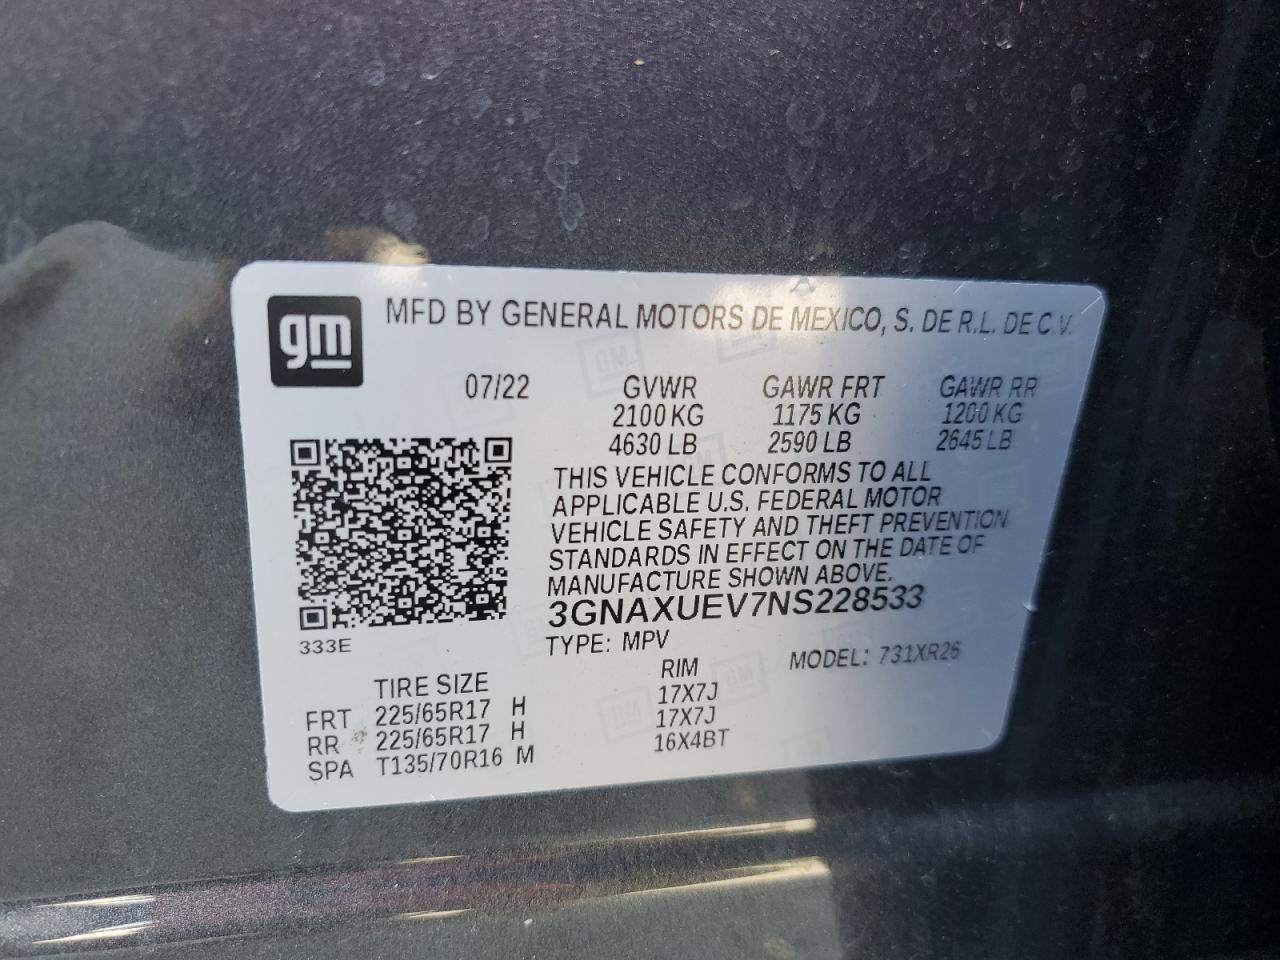 gm
MFD BY GENERAL MOTORS DE MEXICO, S. DE R.L. DE C.V.
07/22 GVWR GAWR FRT GAWR RR
2100 KG 1175 KG 1200 KG
4630 LB 2590 LB 2645 LB
THIS VEHICLE CONFORMS TO ALL
APPLICABLE U.S. FEDERAL MOTOR
VEHICLE SAFETY AND THEFT PREVENTION
STANDARDS IN EFFECT ON THE DATE OF
MANUFACTURE SHOWN ABOVE.
3GNAXUEV7NS228533
333E
TYPE: MPV MODEL: 731XR26
TIRE SIZE RIM
FRT 225/65R17 H 17X7J
RR 225/65R17 H 17X7J
SPA T135/70R16 M 16X4BT